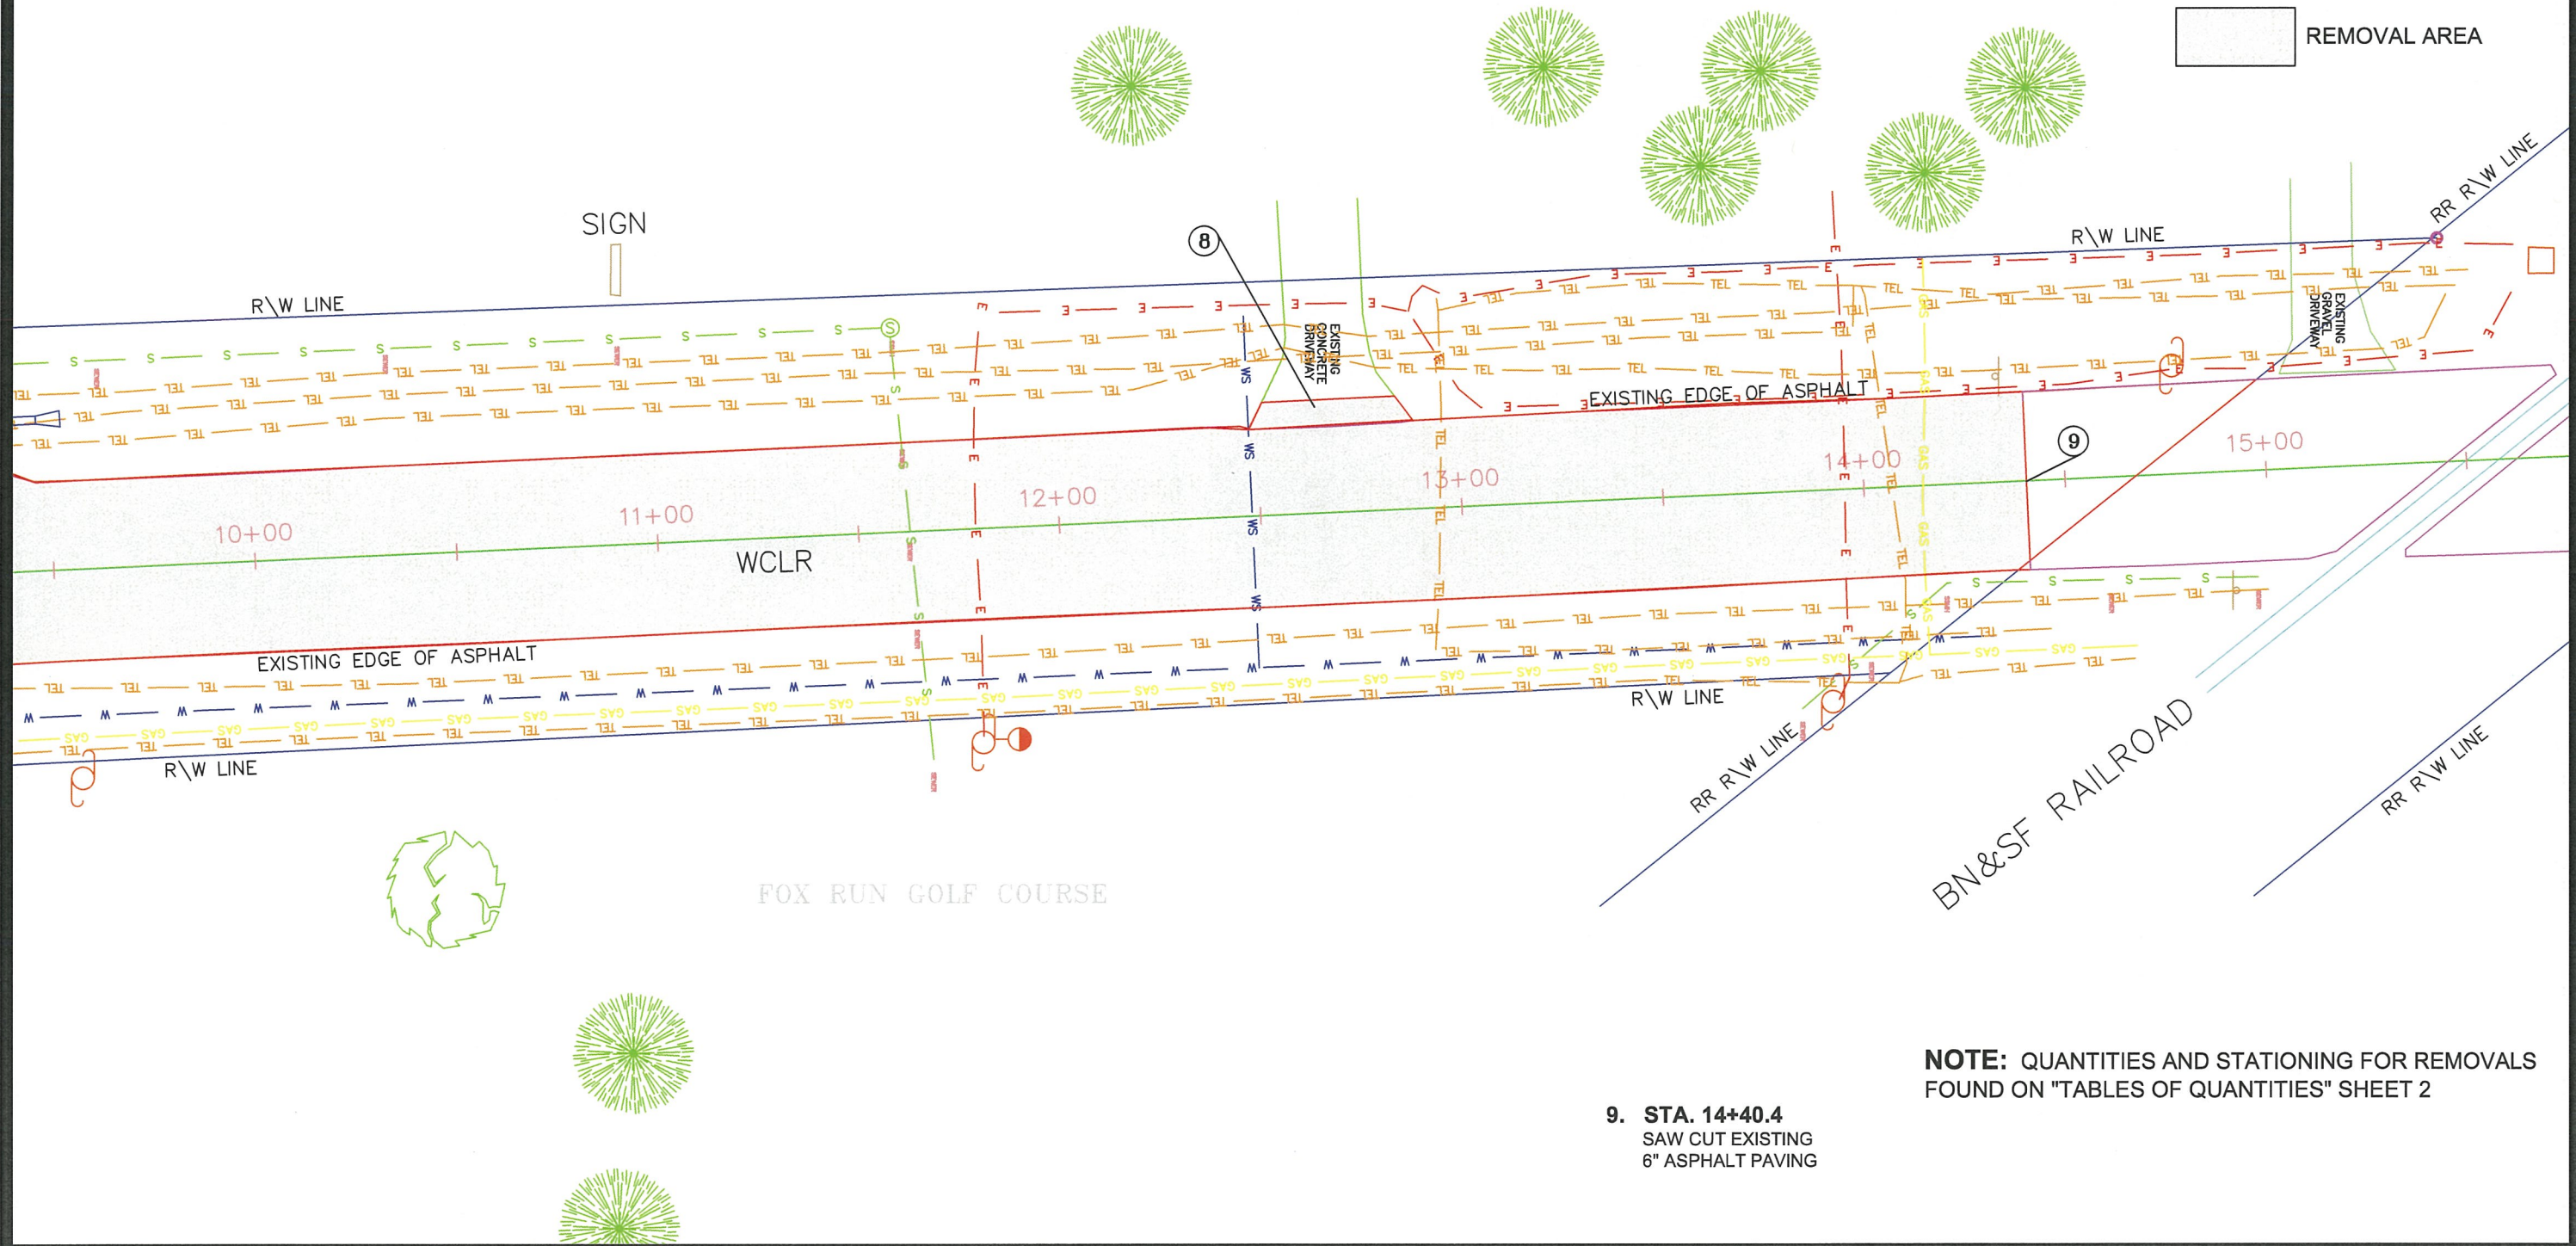 REMOVAL AREA
RR R\W LINE
SIGN
8
R\W LINE
R\W LINE
EXISTING
CONCRETE
DRIVEWAY
EXISTING
GRAVEL
DRIVEWAY
EXISTING EDGE OF ASPHALT
9
15+00
14+00
13+00
12+00
11+00
10+00
WCLR
EXISTING EDGE OF ASPHALT
R\W LINE
R\W LINE
RR R\W LINE
BN&SF RAILROAD
RR R\W LINE
FOX RUN GOLF COURSE
S
TEL
E
WS
W
GAS
NOTE: QUANTITIES AND STATIONING FOR REMOVALS
FOUND ON "TABLES OF QUANTITIES" SHEET 2
9. STA. 14+40.4
SAW CUT EXISTING
6" ASPHALT PAVING